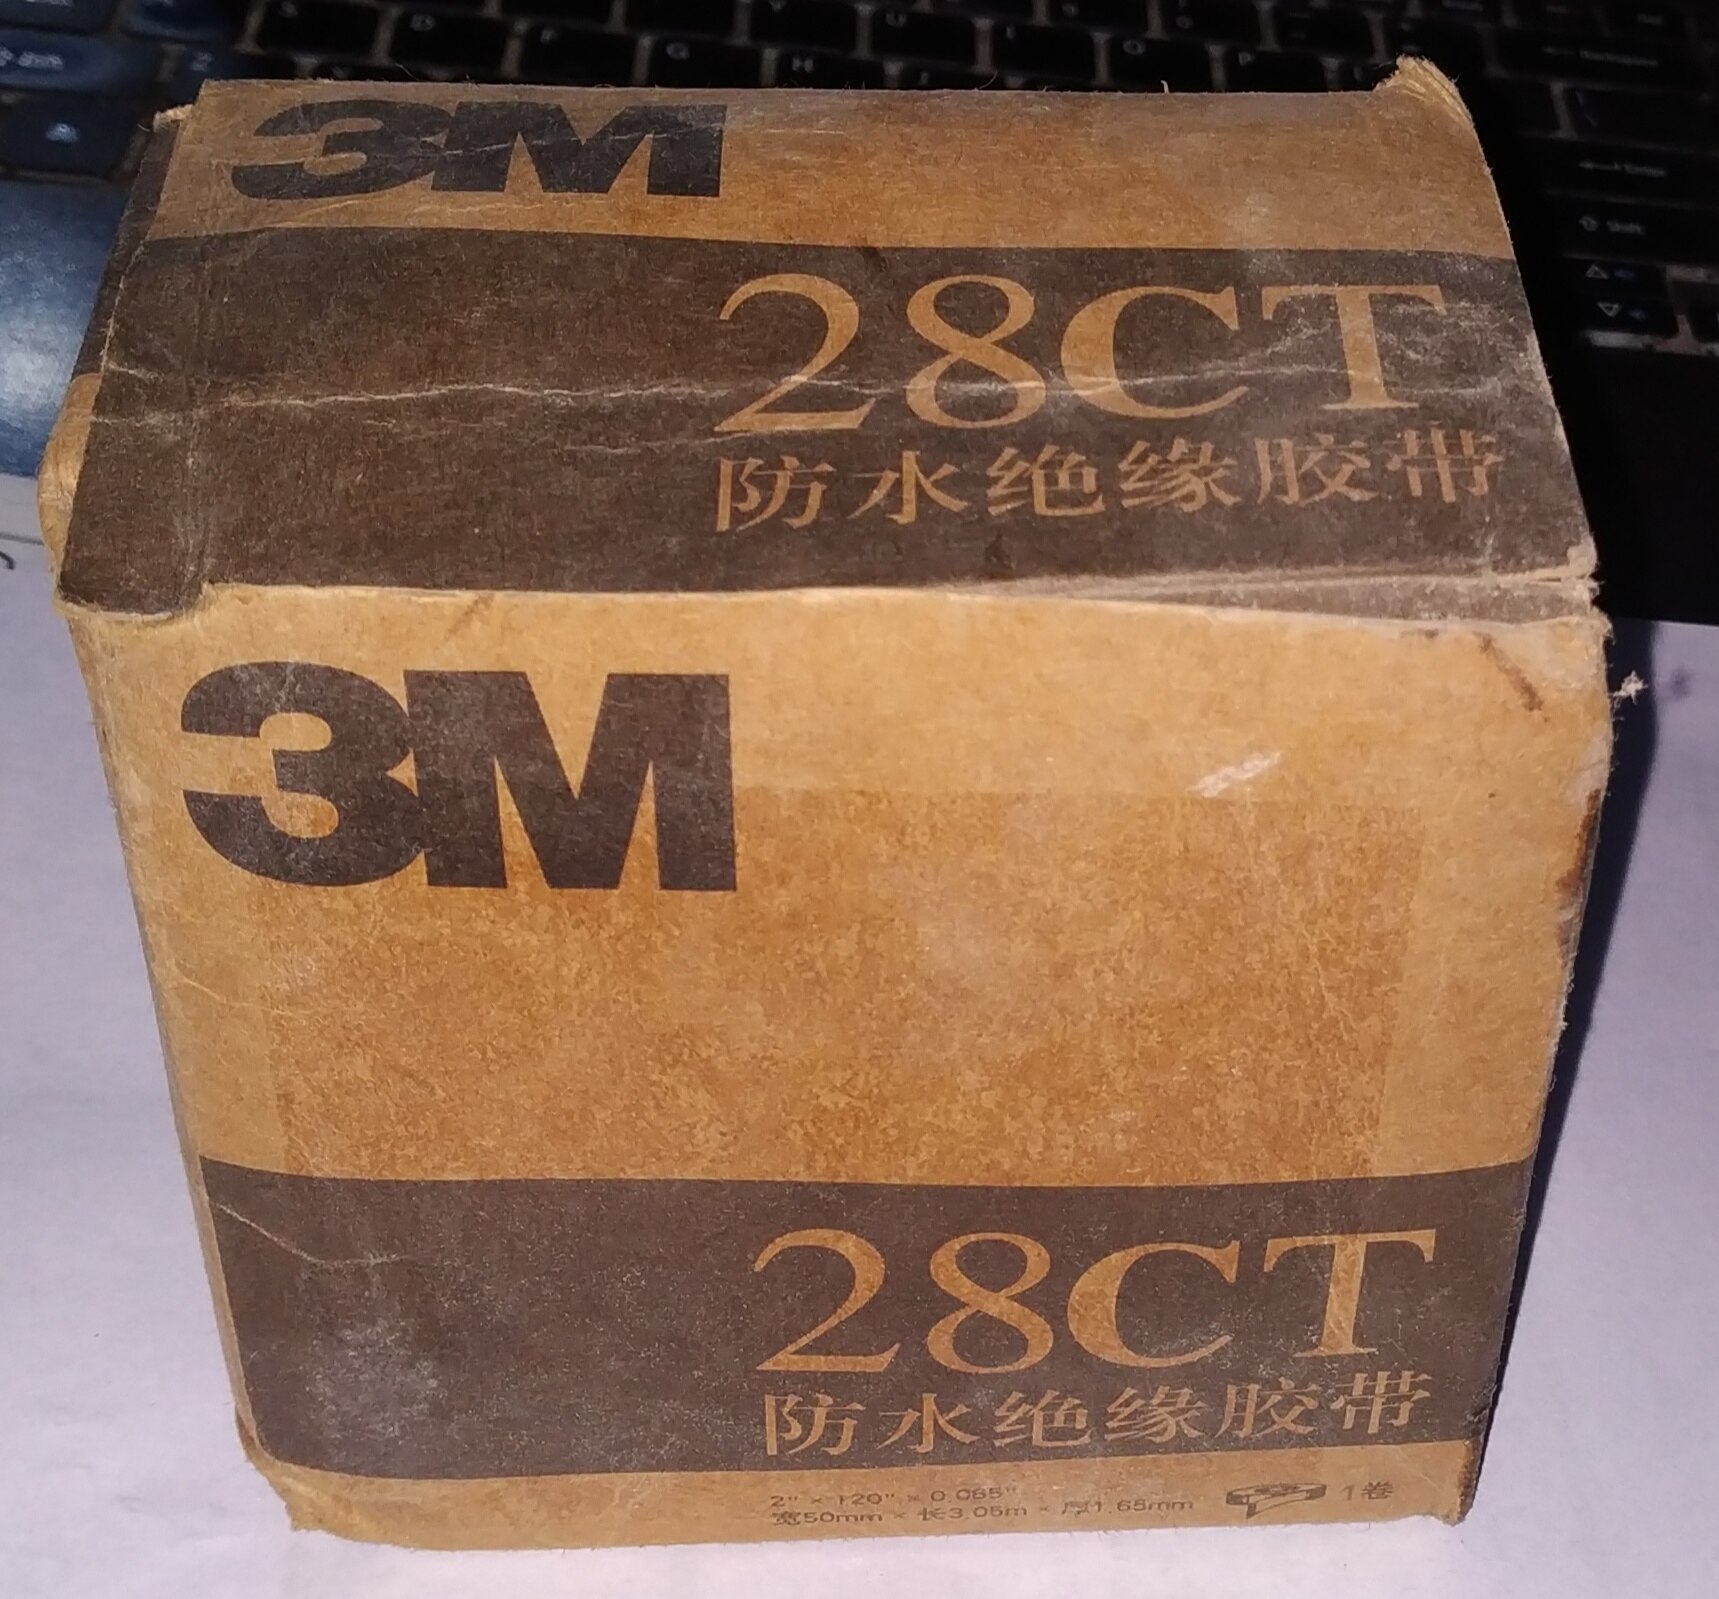 3M
28CT
防水绝缘胶带
3M
28CT
防水绝缘胶带
2" × 120" × 0.065"
宽50mm × 长3.05m × 厚1.65mm
1卷